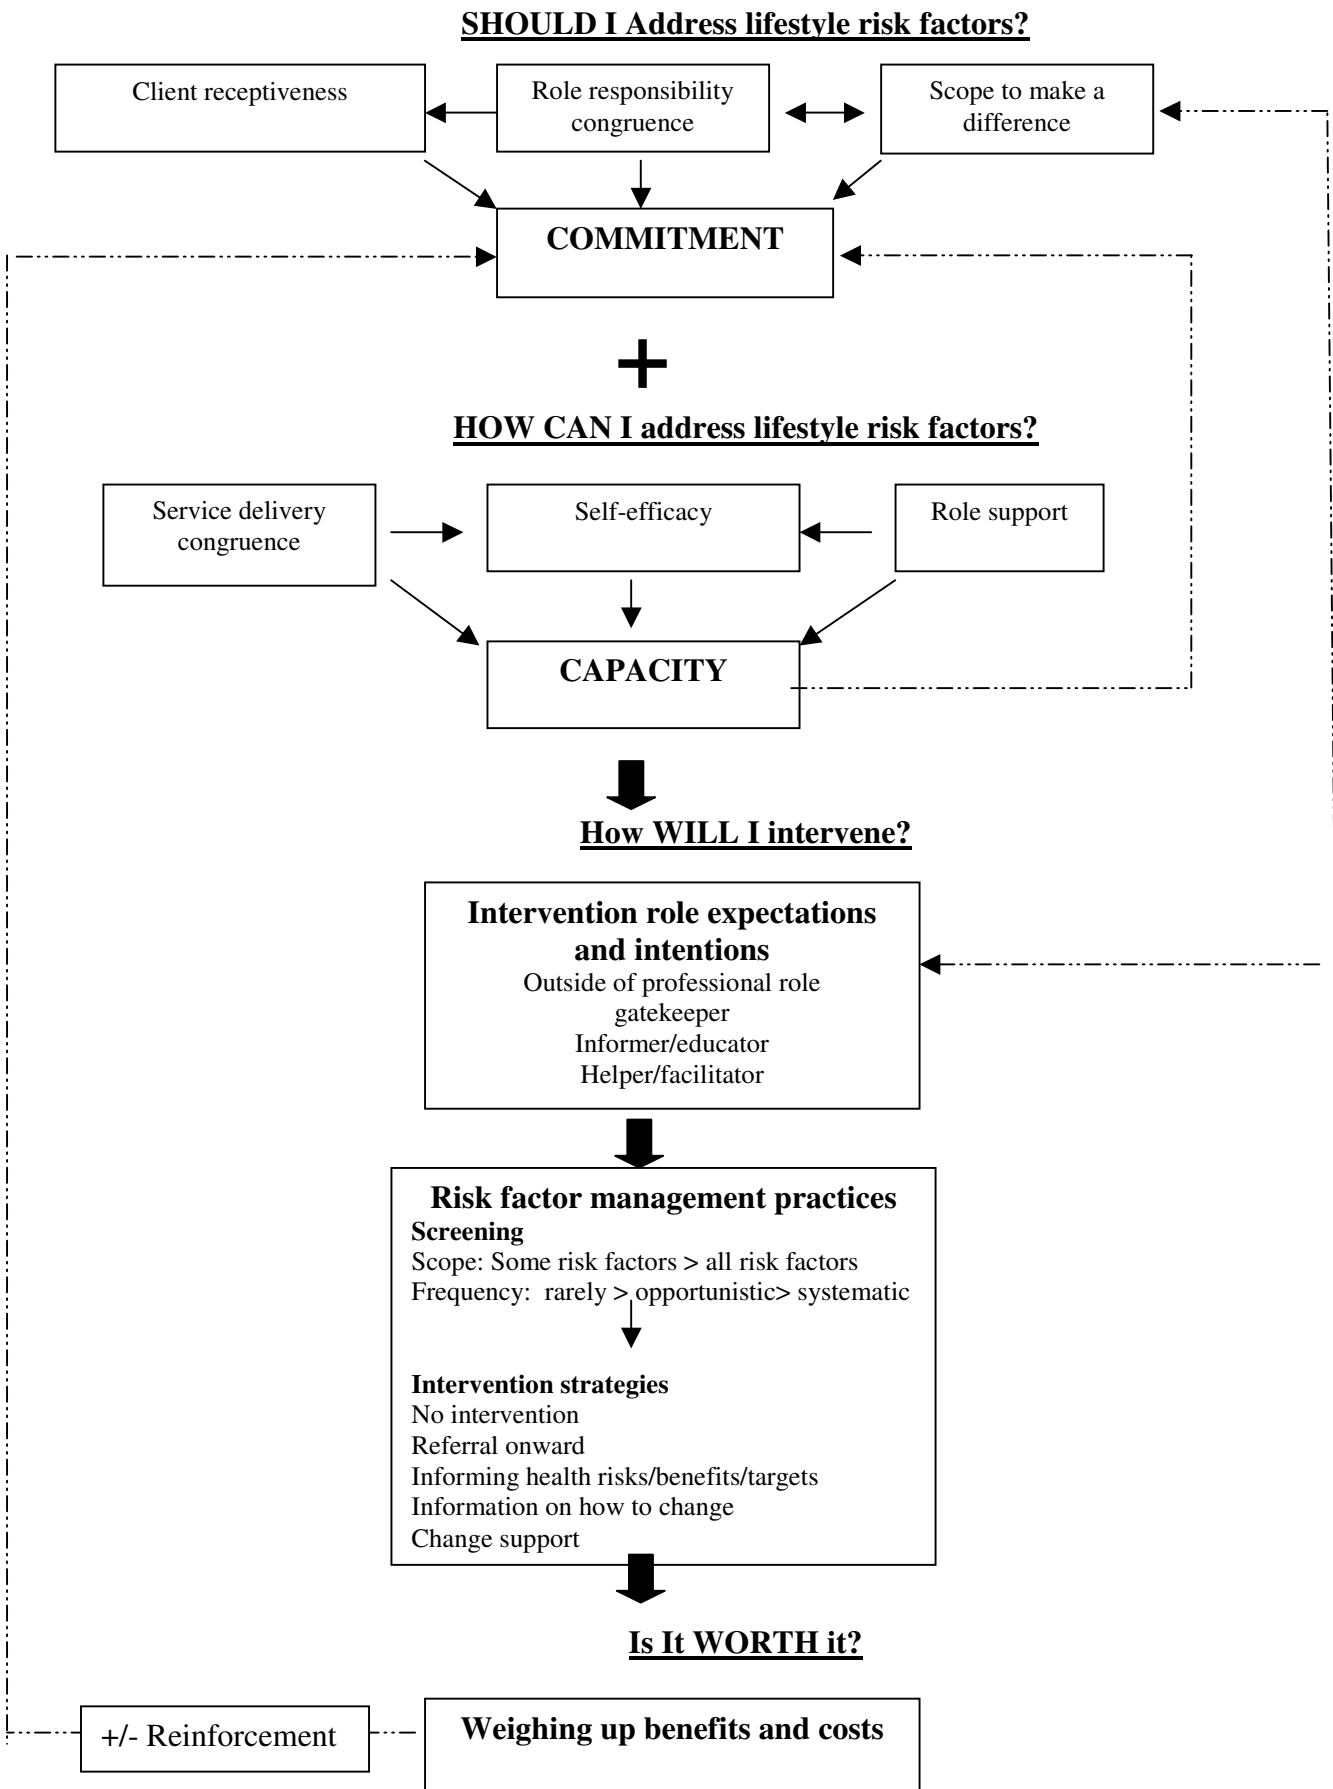 SHOULD I Address lifestyle risk factors?
Client receptiveness
Role responsibility
congruence
Scope to make a
difference
COMMITMENT
+
HOW CAN I address lifestyle risk factors?
Service delivery
congruence
Self-efficacy
Role support
CAPACITY
How WILL I intervene?
Intervention role expectations
and intentions
Outside of professional role
gatekeeper
Informer/educator
Helper/facilitator
Risk factor management practices
Screening
Scope: Some risk factors > all risk factors
Frequency:  rarely > opportunistic> systematic
Intervention strategies
No intervention
Referral onward
Informing health risks/benefits/targets
Information on how to change
Change support
Is It WORTH it?
+/- Reinforcement
Weighing up benefits and costs